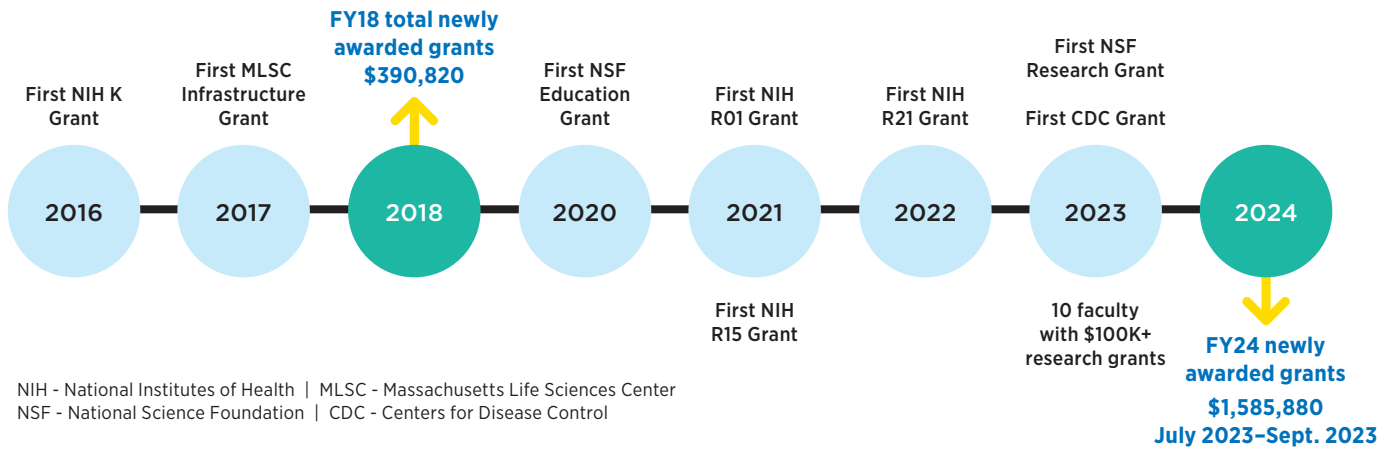 First NIH K
Grant
2016
First MLSC
Infrastructure
Grant
2017
FY18 total newly
awarded grants
$390,820
2018
First NSF
Education
Grant
2020
First NIH
R01 Grant
2021
First NIH
R15 Grant
First NIH
R21 Grant
2022
First NSF
Research Grant
First CDC Grant
2023
10 faculty
with $100K+
research grants
2024
FY24 newly
awarded grants
$1,585,880
July 2023–Sept. 2023
NIH - National Institutes of Health | MLSC - Massachusetts Life Sciences Center
NSF - National Science Foundation | CDC - Centers for Disease Control